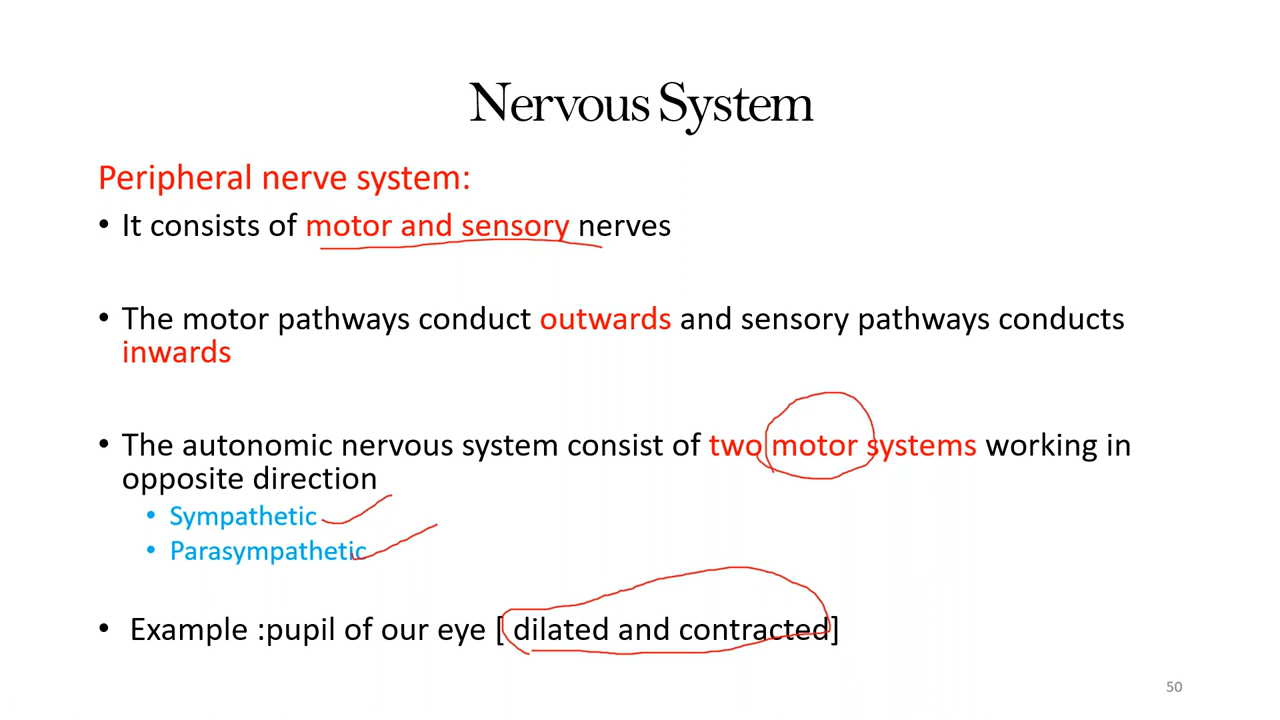 Nervous System
Peripheral nerve system:
• It consists of motor and sensory nerves
• The motor pathways conduct outwards and sensory pathways conducts
inwards
• The autonomic nervous system consist of two motor systems working in
opposite direction
• Sympathetic
• Parasympathetic
• Example :pupil of our eye [ dilated and contracted]
50